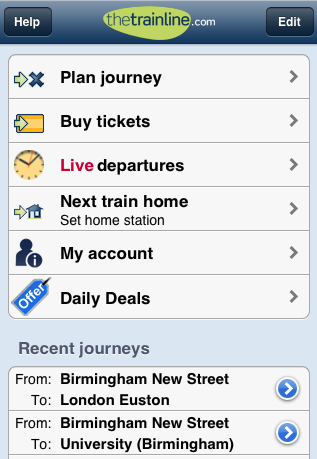 Help
thetrainline.com
Edit
Plan journey
Buy tickets
Live departures
Next train home
Set home station
My account
Offer
Daily Deals
Recent journeys
From: Birmingham New Street
To: London Euston
From: Birmingham New Street
To: University (Birmingham)